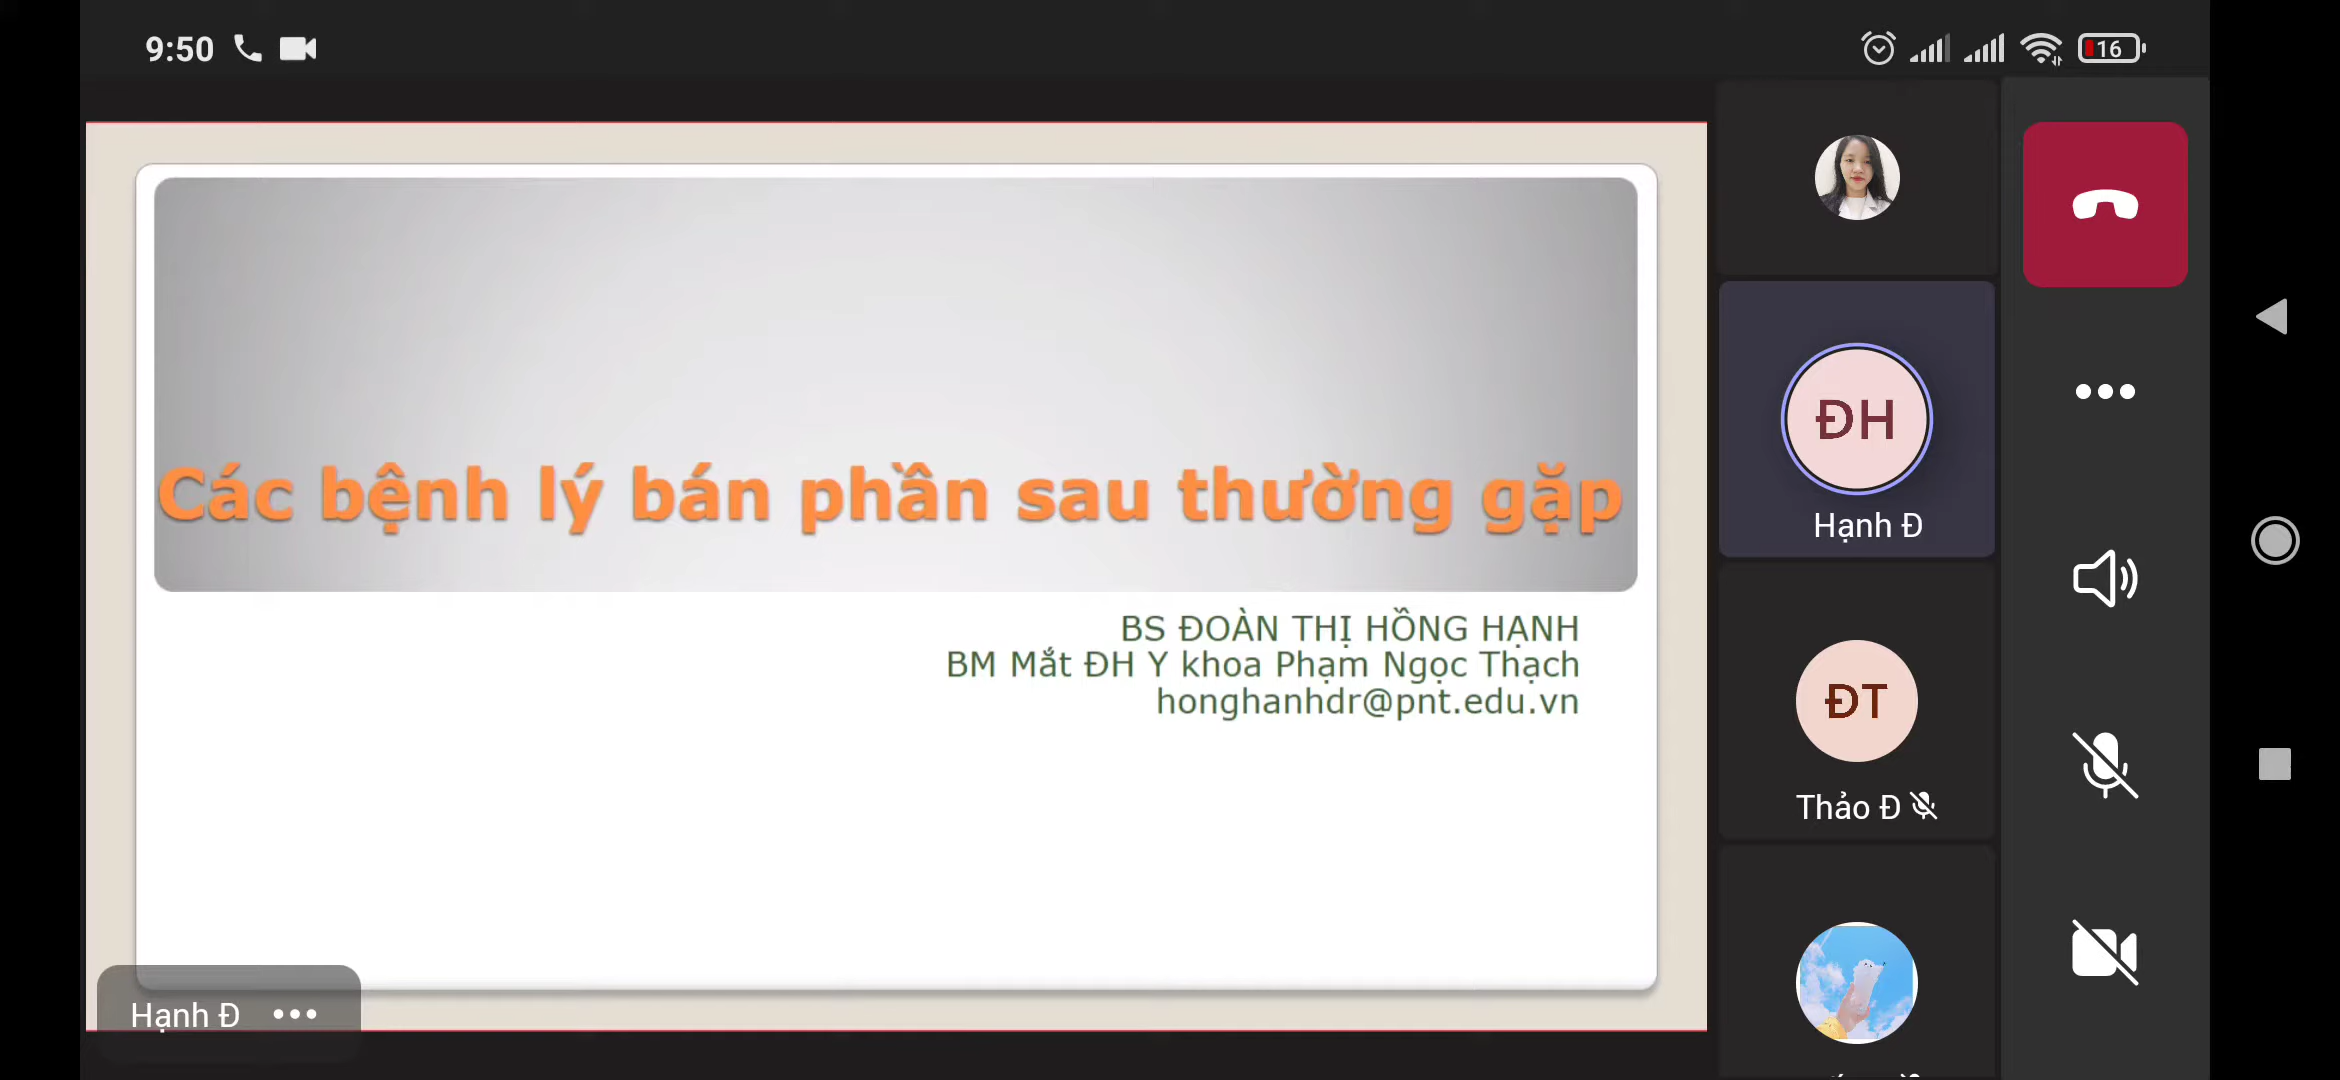 9:50
16
Các bệnh lý bán phần sau thường gặp
BS ĐOÀN THỊ HỒNG HẠNH
BM Mắt ĐH Y khoa Phạm Ngọc Thạch
honghanhdr@pnt.edu.vn
Hạnh Đ
ĐH
Hạnh Đ
ĐT
Thảo Đ